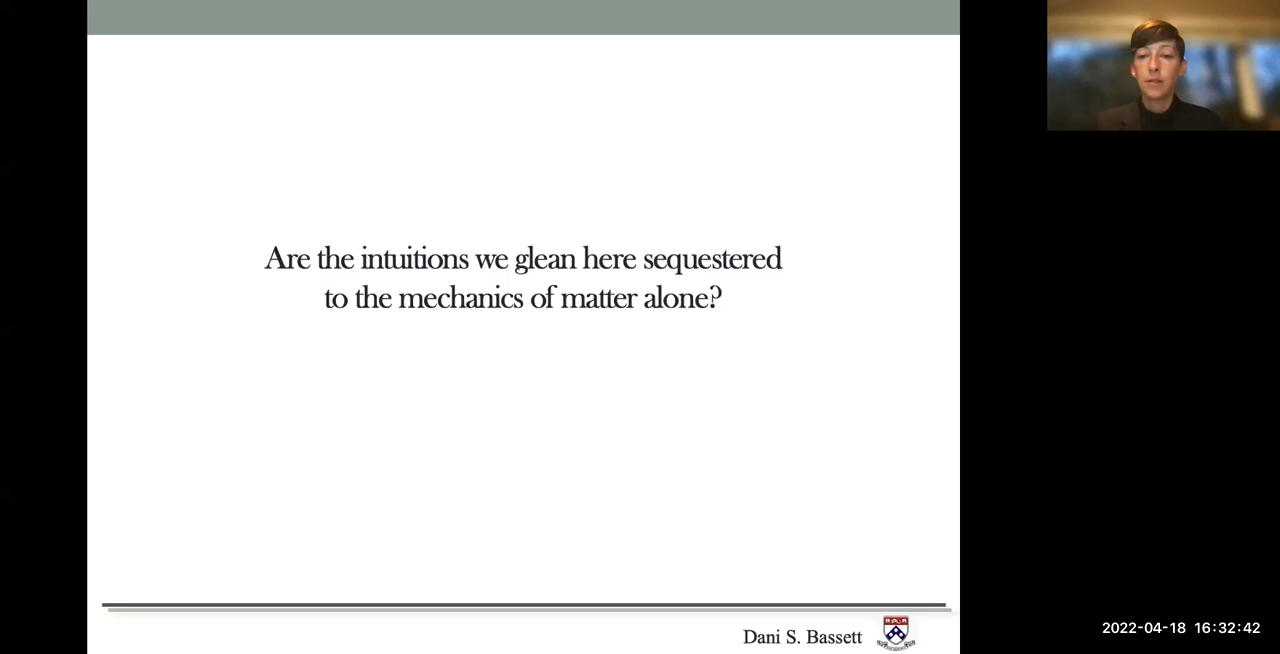 Are the intuitions we glean here sequestered
to the mechanics of matter alone?
Dani S. Bassett
2022-04-18 16:32:42